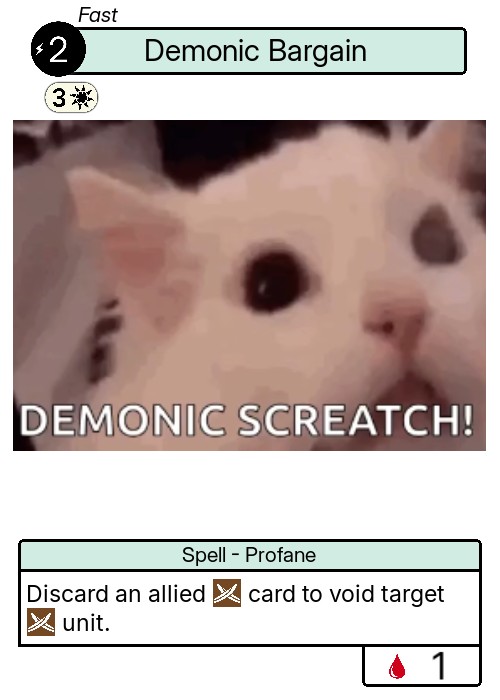 Fast
2 Demonic Bargain
3
DEMONIC SCREATCH!
Spell - Profane
Discard an allied card to void target
unit.
1